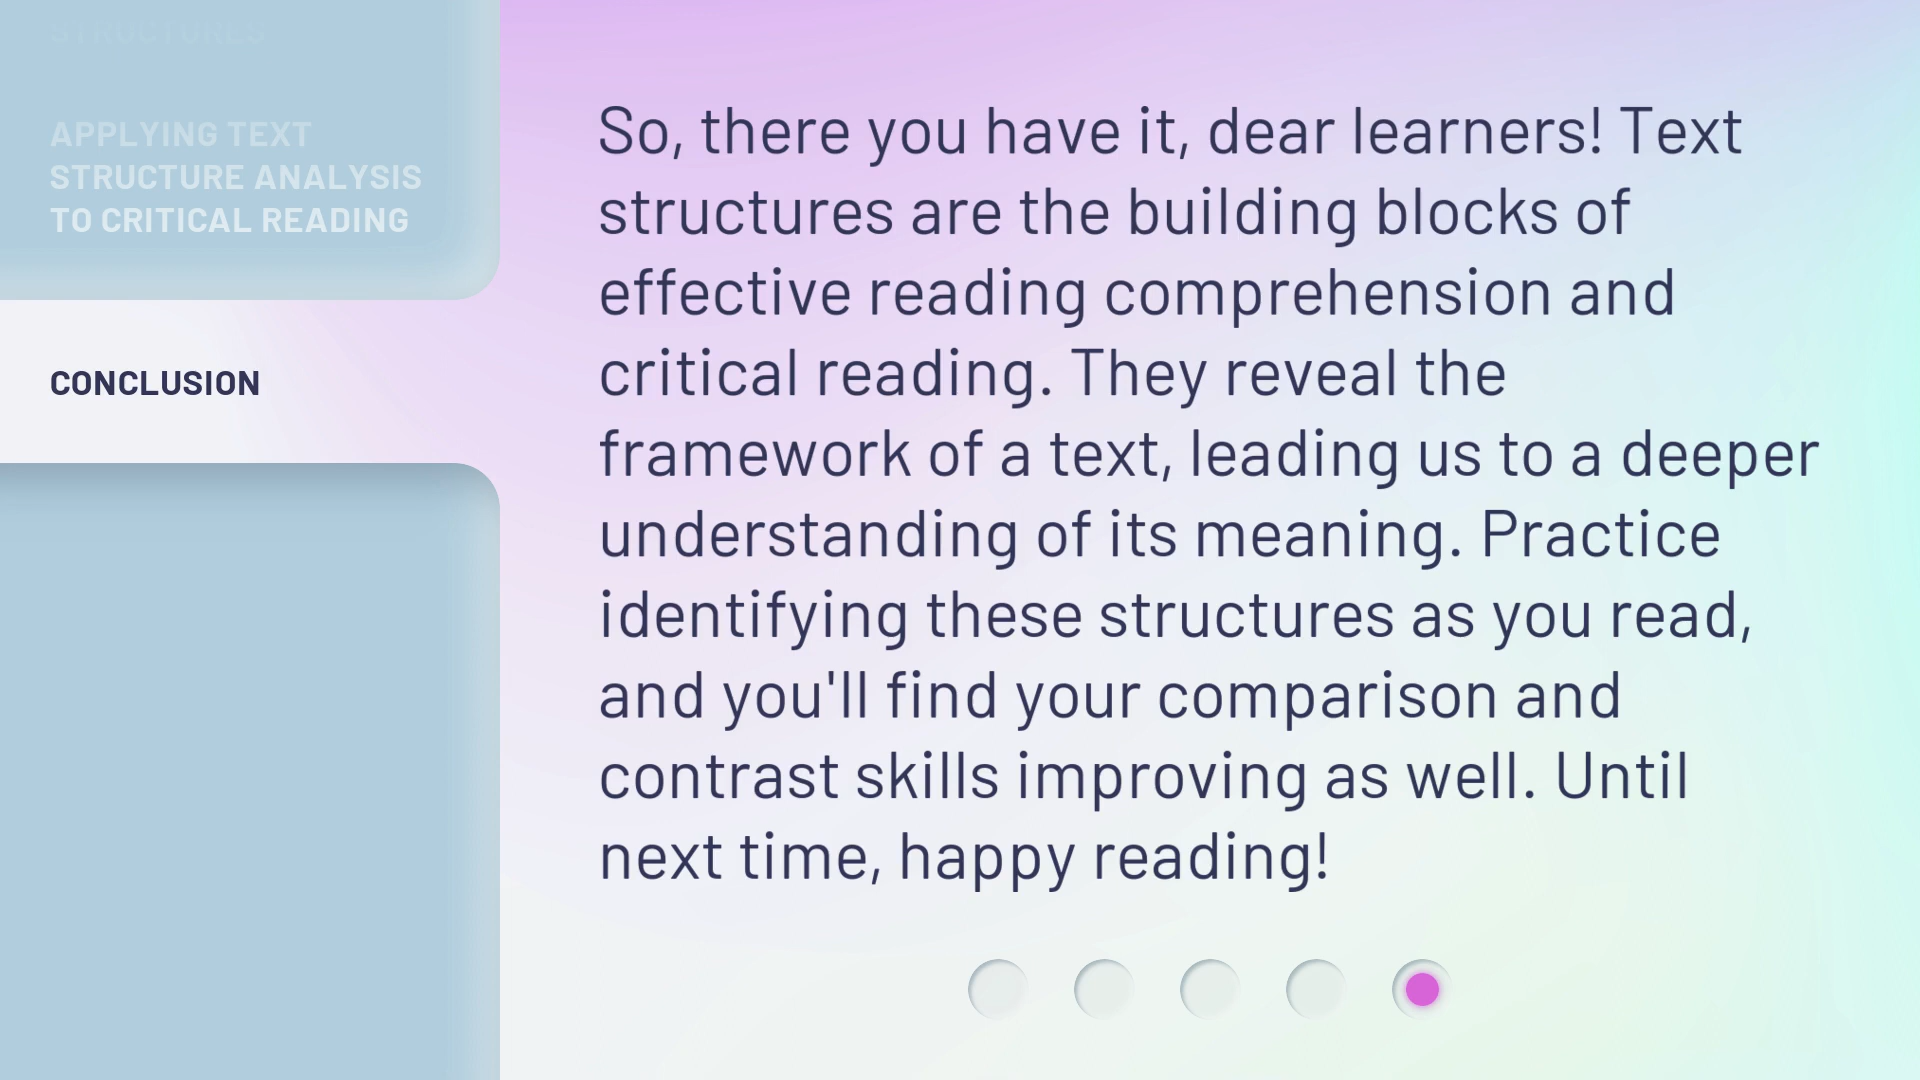 STRUCTURES
APPLYING TEXT
STRUCTURE ANALYSIS
TO CRITICAL READING
CONCLUSION
So, there you have it, dear learners! Text
structures are the building blocks of
effective reading comprehension and
critical reading. They reveal the
framework of a text, leading us to a deeper
understanding of its meaning. Practice
identifying these structures as you read,
and you'll find your comparison and
contrast skills improving as well. Until
next time, happy reading!